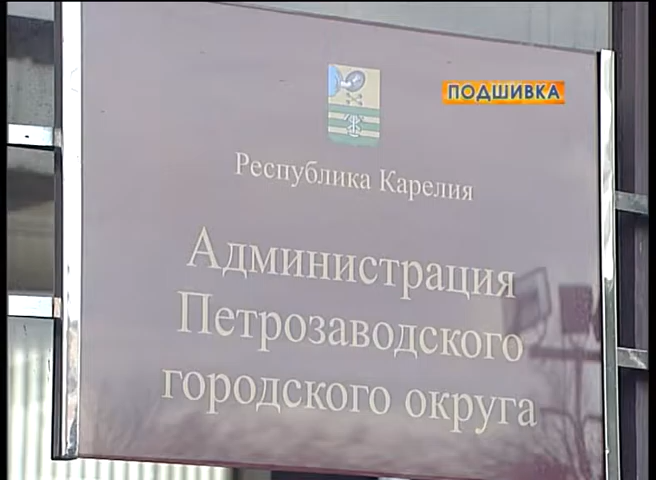 ПОДШИВКА
Республика Карелия
Администрация
Петрозаводского
городского округа